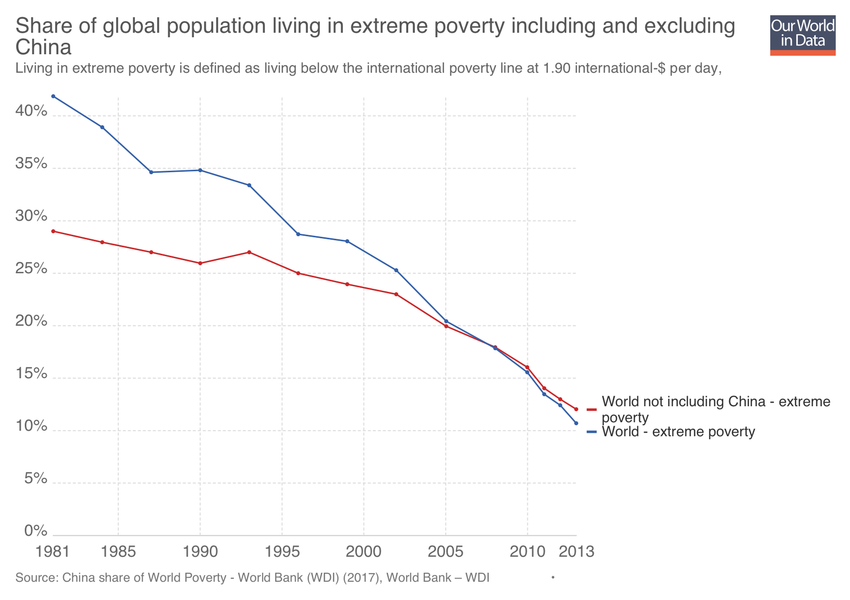 Share of global population living in extreme poverty including and excluding
China
Our World
in Data
Living in extreme poverty is defined as living below the international poverty line at 1.90 international-$ per day,
40%
35%
30%
25%
20%
15%
10%
5%
0%
World not including China - extreme
poverty
World - extreme poverty
1981 1985 1990 1995 2000 2005 2010 2013
Source: China share of World Poverty - World Bank (WDI) (2017), World Bank – WDI •